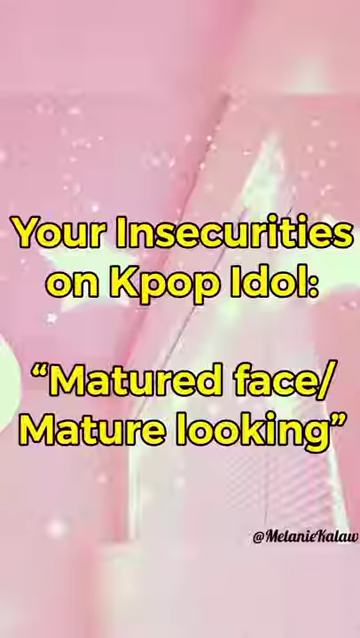 Your Insecurities
on Kpop Idol:
“Matured face/
Mature looking”
@MelanieKalaw